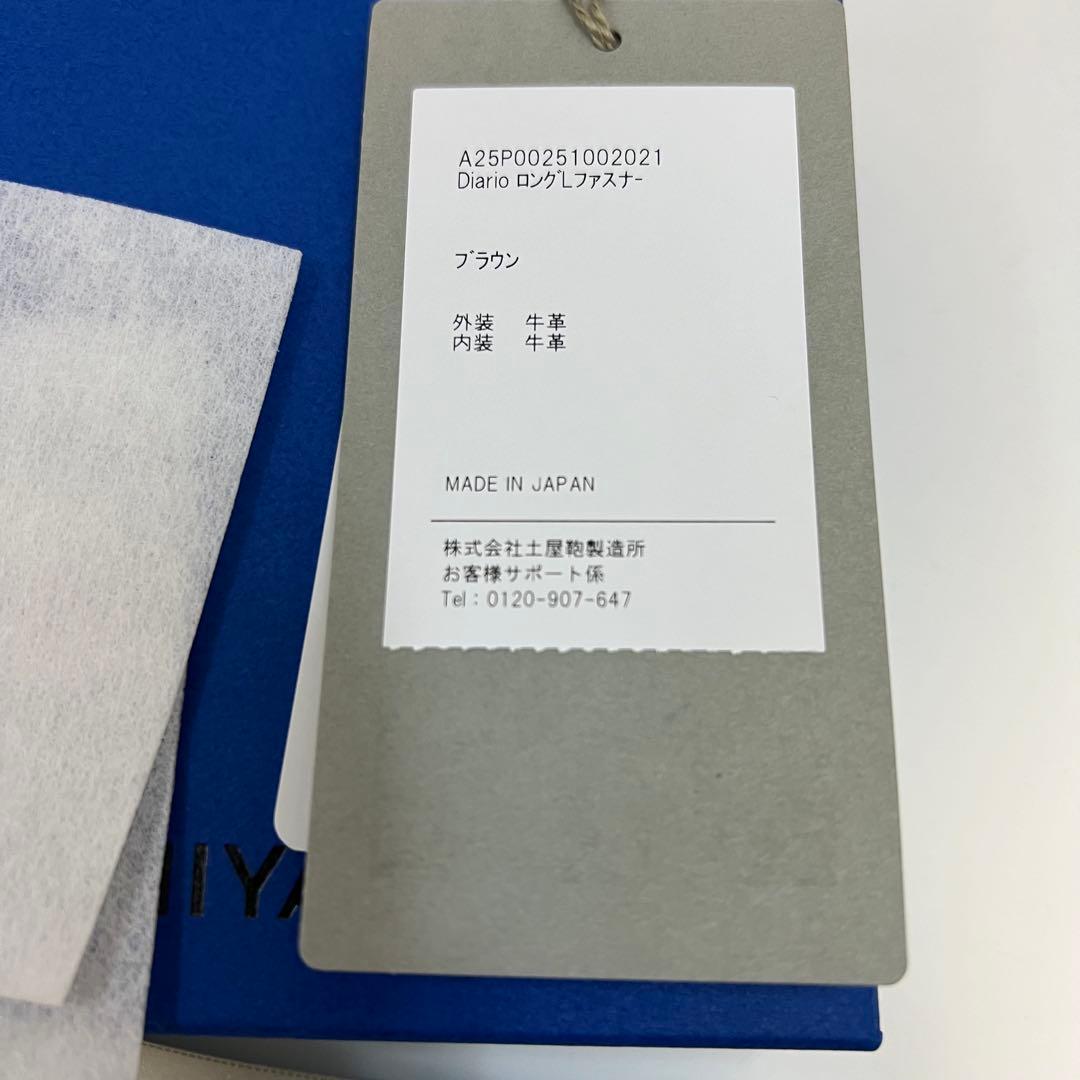 A25P00251002021
Diario ロングLファスナー
ブラウン
外装 牛革
内装 牛革
MADE IN JAPAN
株式会社土屋鞄製造所
お客様サポート係
Tel：0120-907-647